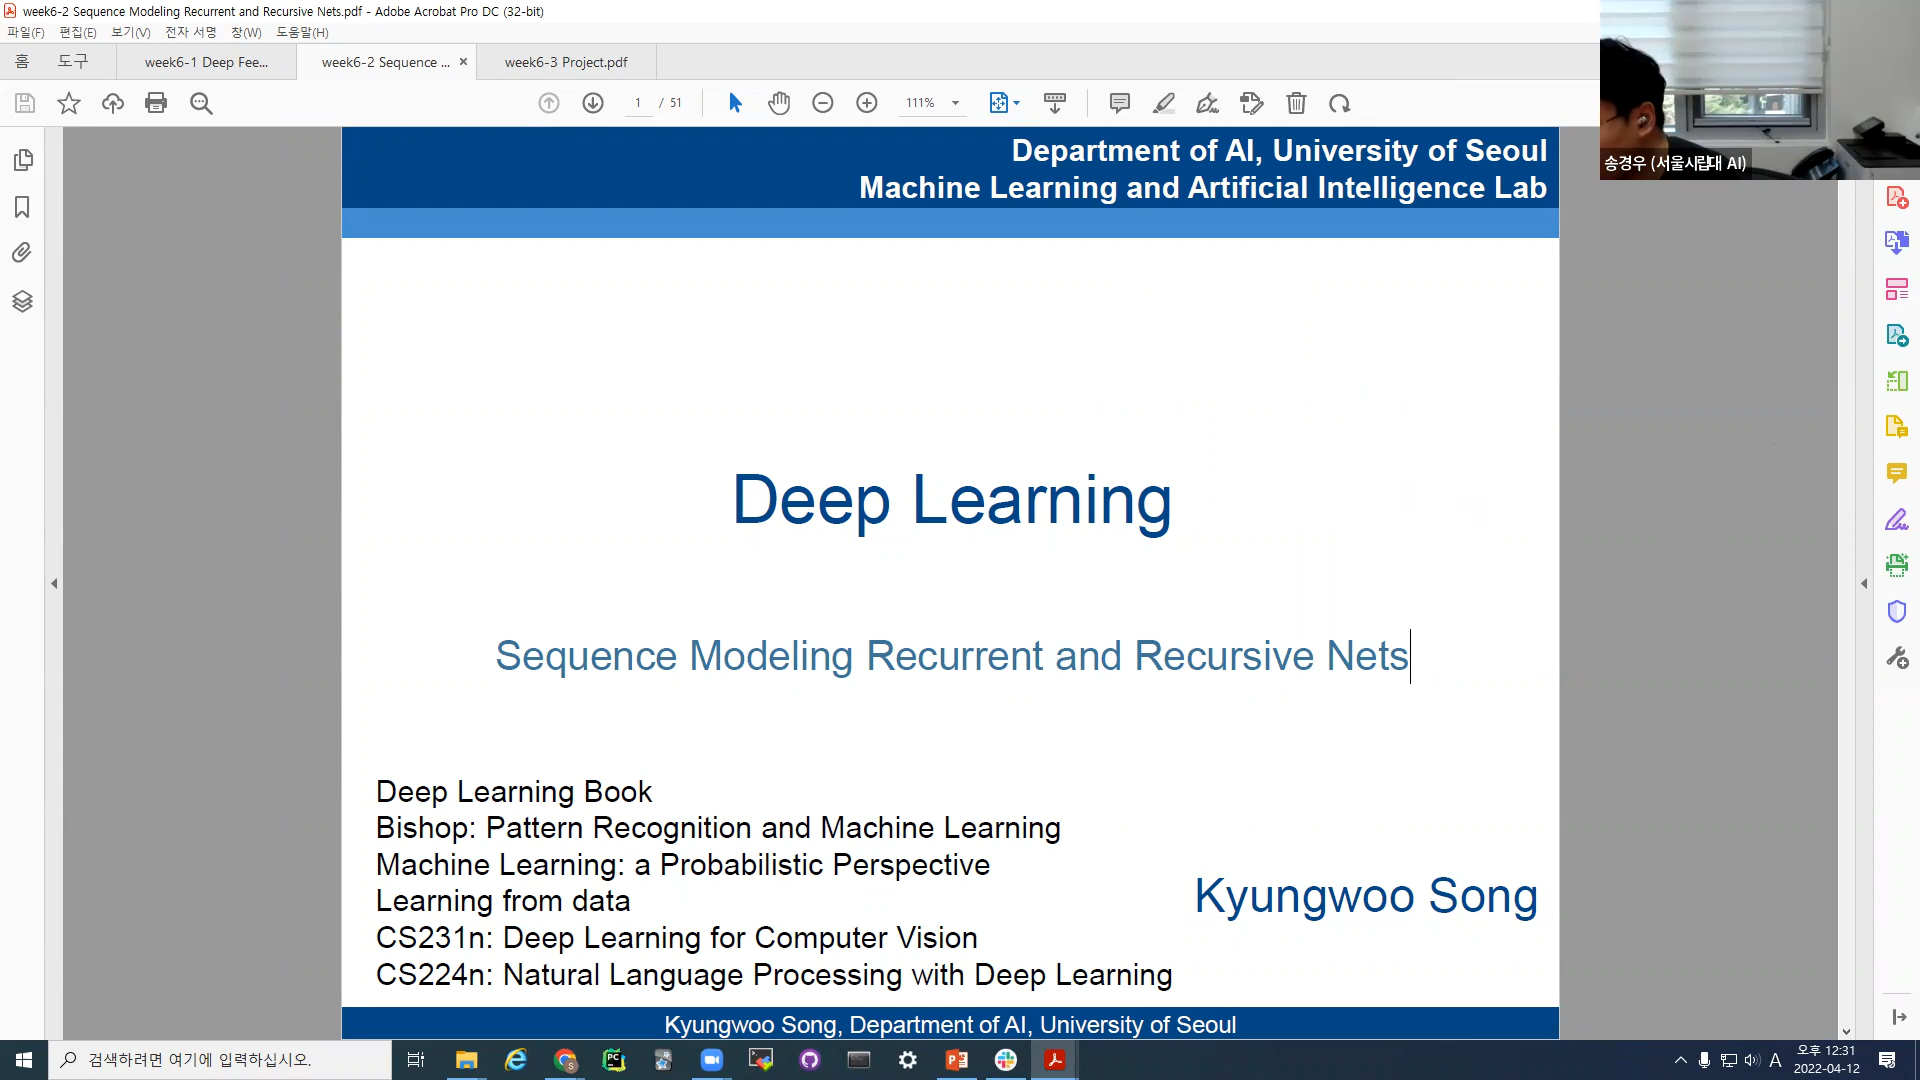 week6-2 Sequence Modeling Recurrent and Recursive Nets.pdf - Adobe Acrobat Pro DC (32-bit)
파일(F) 편집(E) 보기(V) 전자 서명 창(W) 도움말(H)
홈 도구 week6-1 Deep Fee... week6-2 Sequence ... × week6-3 Project.pdf
1 / 51 111%
송경우 (서울시립대 AI)
Department of AI, University of Seoul
Machine Learning and Artificial Intelligence Lab
Deep Learning
Sequence Modeling Recurrent and Recursive Nets
Deep Learning Book
Bishop: Pattern Recognition and Machine Learning
Machine Learning: a Probabilistic Perspective
Learning from data
CS231n: Deep Learning for Computer Vision
CS224n: Natural Language Processing with Deep Learning
Kyungwoo Song
Kyungwoo Song, Department of AI, University of Seoul
검색하려면 여기에 입력하십시오.
A 오후 12:31
2022-04-12